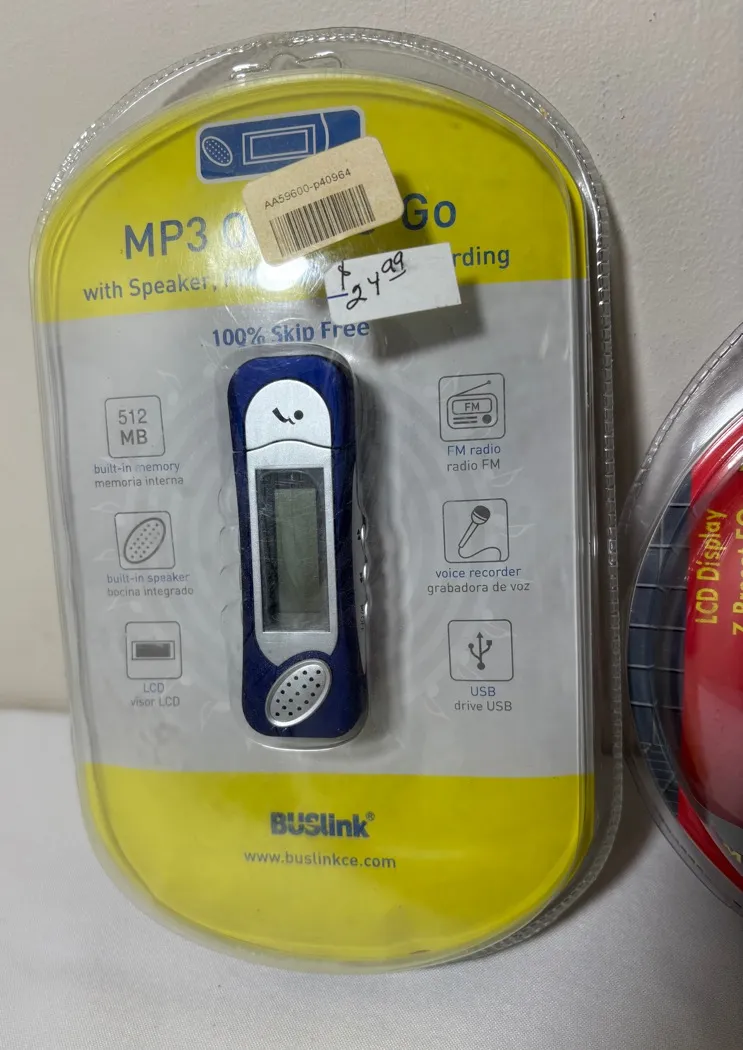 AA59600-p40964
MP3 Go
$24.99
with Speaker, rding
100% Skip Free
512
MB
built-in memory
memoria interna
FM
FM radio
radio FM
built-in speaker
bocina integrado
voice recorder
grabadora de voz
LCD
visor LCD
USB
drive USB
BUSlink®
www.buslinkce.com
LCD Display